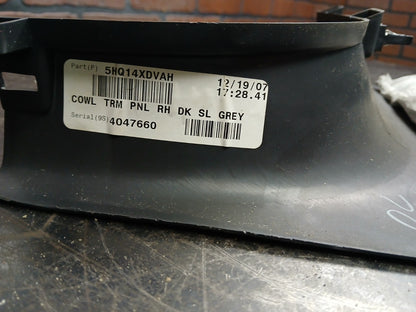 Part(P) 5HQ14XDVAH 12/19/07
17:28.41
COWL TRM PNL RH DK SL GREY
Serial(9S) 4047660